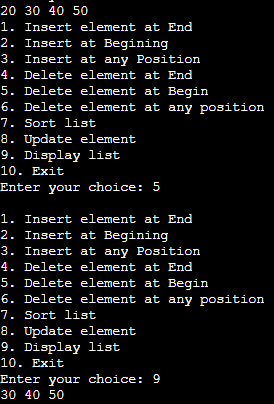 20 30 40 50
1. Insert element at End
2. Insert at Begining
3. Insert at any Position
4. Delete element at End
5. Delete element at Begin
6. Delete element at any position
7. Sort list
8. Update element
9. Display list
10. Exit
Enter your choice: 5
1. Insert element at End
2. Insert at Begining
3. Insert at any Position
4. Delete element at End
5. Delete element at Begin
6. Delete element at any position
7. Sort list
8. Update element
9. Display list
10. Exit
Enter your choice: 9
30 40 50